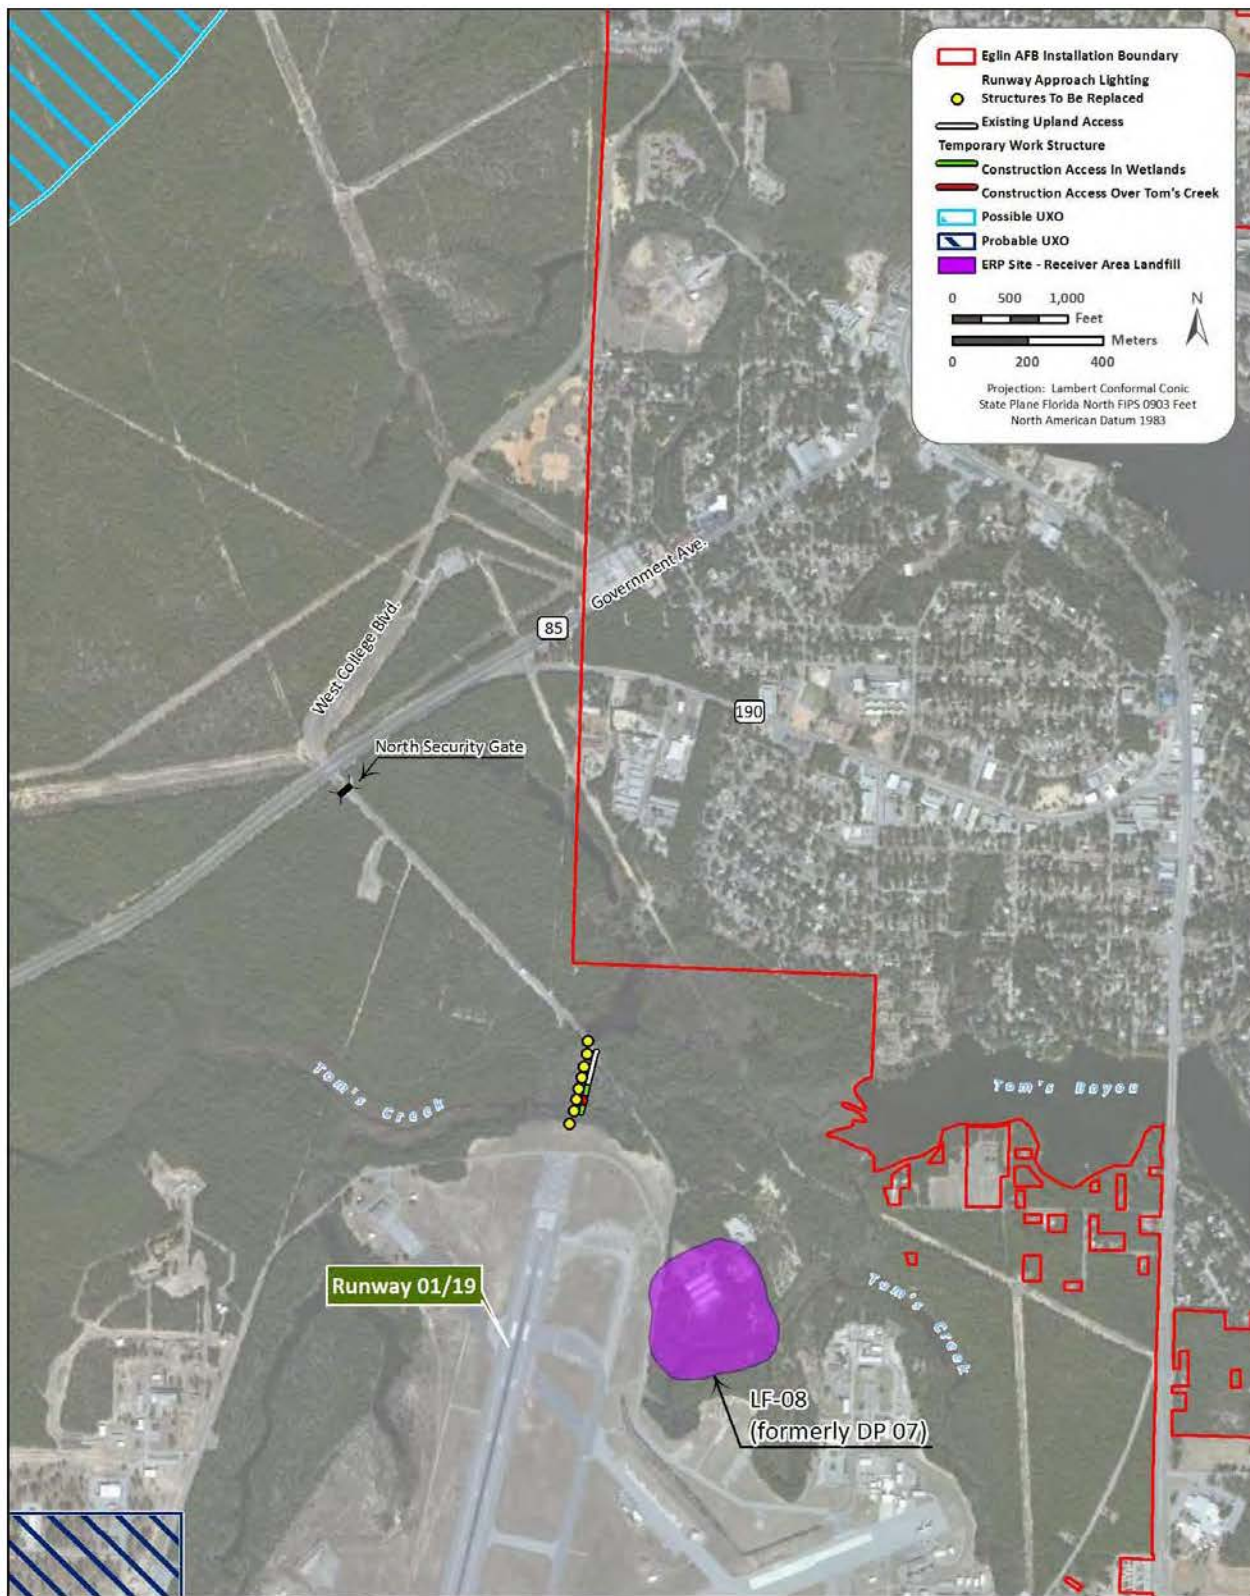 Eglin AFB Installation Boundary
Runway Approach Lighting
Structures To Be Replaced
Existing Upland Access
Temporary Work Structure
Construction Access In Wetlands
Construction Access Over Tom's Creek
Possible UXO
Probable UXO
ERP Site - Receiver Area Landfill
0 500 1,000
Feet
N
Meters
0 200 400
Projection: Lambert Conformal Conic
State Plane Florida North FIPS 0903 Feet
North American Datum 1983
Government Ave.
85
West College Blvd.
190
North Security Gate
Tom's Creek
Tom's Bayou
Runway 01/19
Tom's Creek
LF-08
(formerly DP 07)